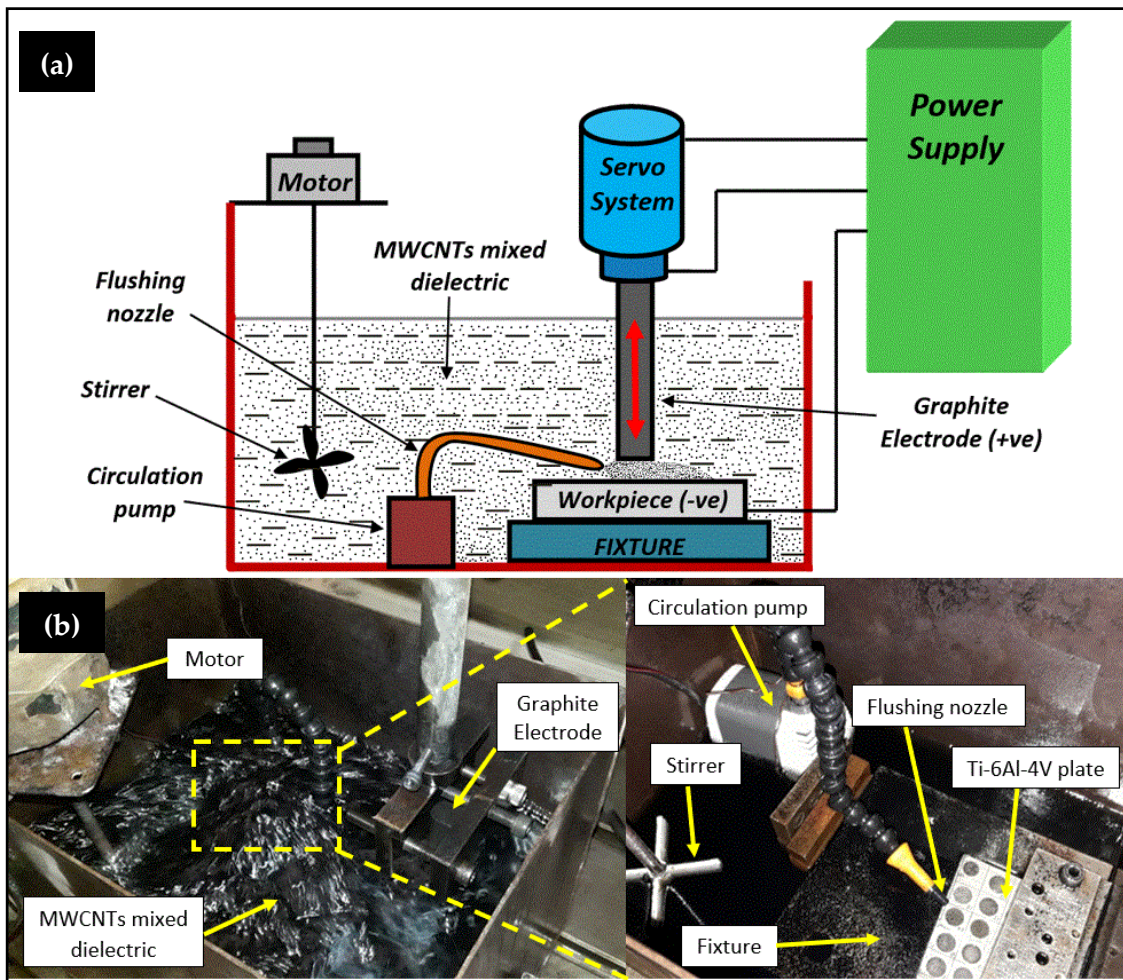 (a)
Power
Supply
Servo
System
Motor
MWCNTs mixed
dielectric
Flushing
nozzle
Stirrer
Circulation
pump
Graphite
Electrode (+ve)
Workpiece (-ve)
FIXTURE
(b)
Motor
Graphite
Electrode
MWCNTs mixed
dielectric
Circulation pump
Flushing nozzle
Stirrer
Ti-6Al-4V plate
Fixture